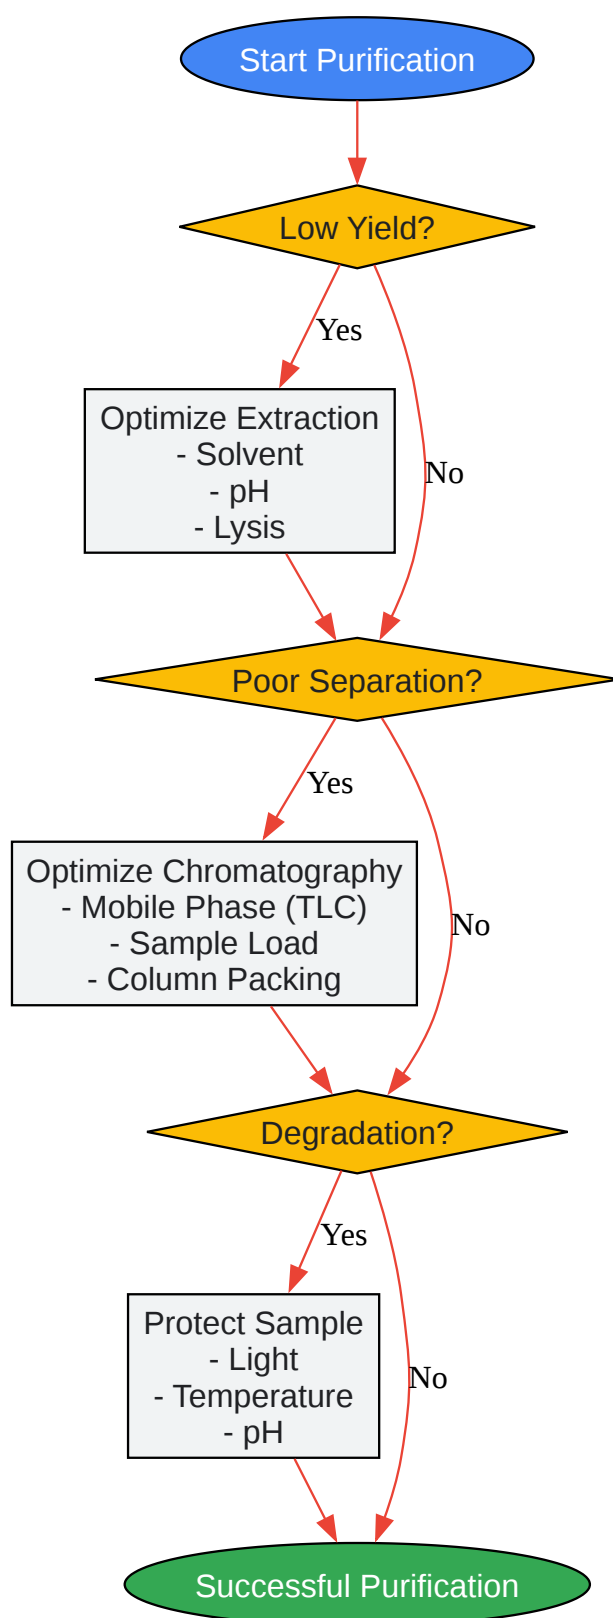 Start Purification
Low Yield?
Yes
Optimize Extraction
- Solvent
- pH
- Lysis
No
Poor Separation?
Yes
Optimize Chromatography
- Mobile Phase (TLC)
- Sample Load
- Column Packing
No
Degradation?
Yes
Protect Sample
- Light
- Temperature
- pH
No
Successful Purification